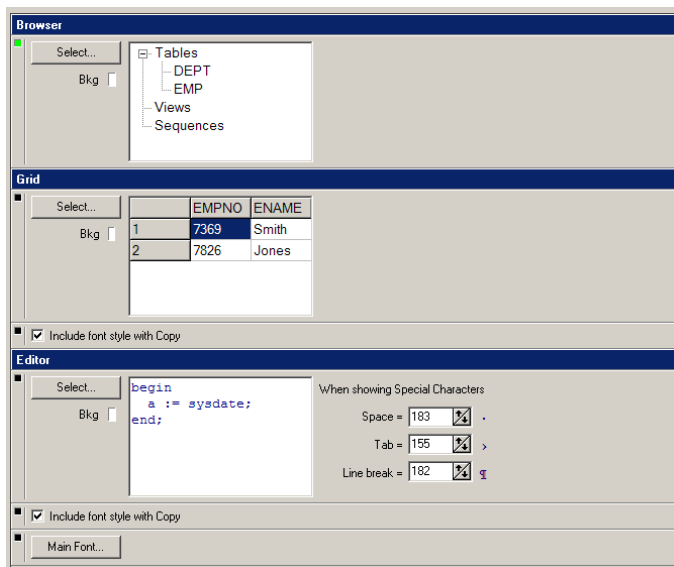 Browser
Select...
Bkg
Tables
DEPT
EMP
Views
Sequences
Grid
Select...
Bkg
EMPNO ENAME
1 7369 Smith
2 7826 Jones
Include font style with Copy
Editor
Select...
Bkg
begin
a := sysdate;
end;
When showing Special Characters
Space = 183 ·
Tab = 155 ›
Line break = 182 ¶
Include font style with Copy
Main Font...